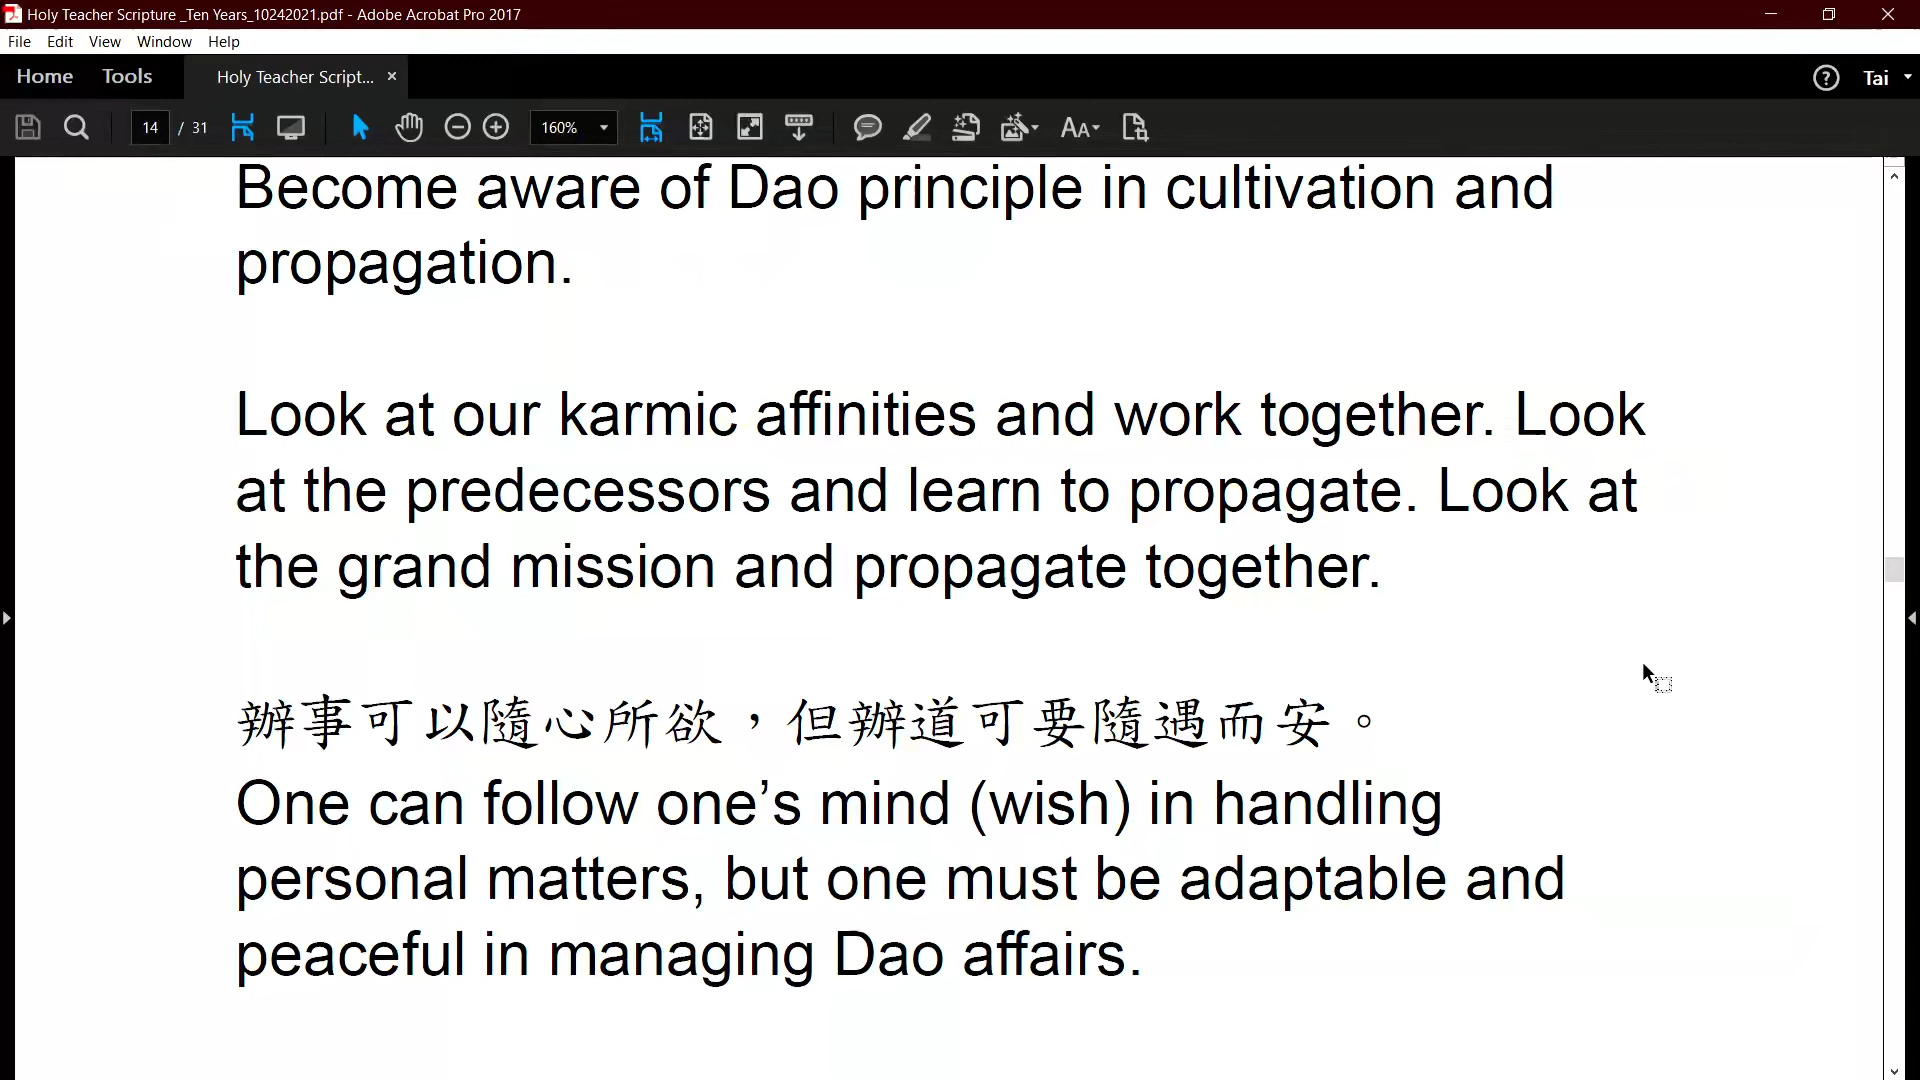 Holy Teacher Scripture _Ten Years_10242021.pdf - Adobe Acrobat Pro 2017
File Edit View Window Help
Home Tools Holy Teacher Script... × Tai
14 / 31 160%
Become aware of Dao principle in cultivation and
propagation.
Look at our karmic affinities and work together. Look
at the predecessors and learn to propagate. Look at
the grand mission and propagate together.
辦事可以隨心所欲，但辦道可要隨遇而安。
One can follow one’s mind (wish) in handling
personal matters, but one must be adaptable and
peaceful in managing Dao affairs.